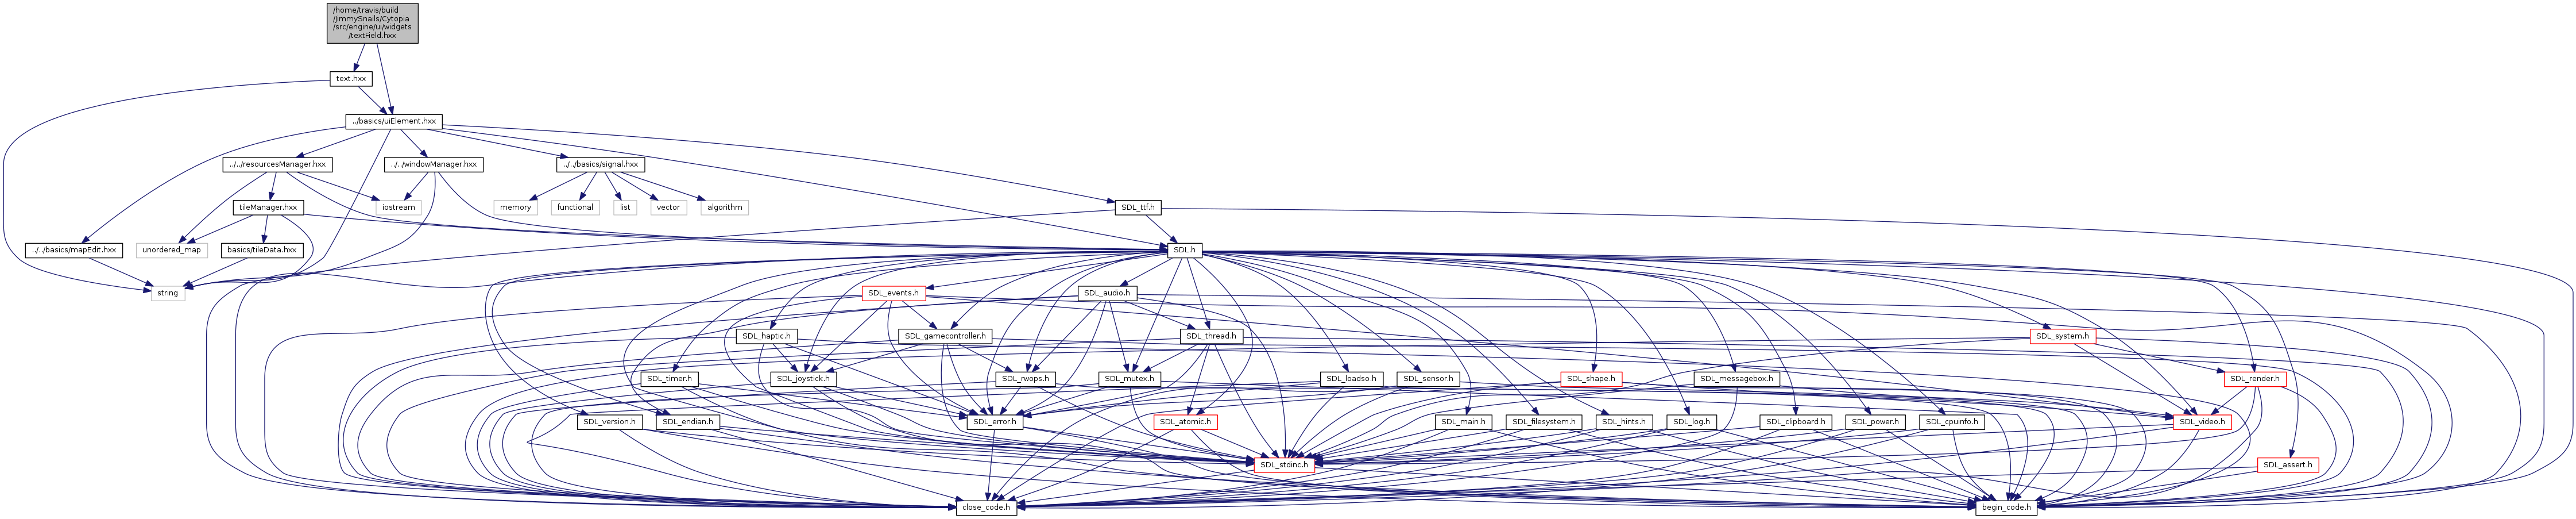 /home/travis/build
/JimmySnails/Cytopia
/src/engine/ui/widgets
/textField.hxx
text.hxx
../basics/uiElement.hxx
../../resourcesManager.hxx
../../windowManager.hxx
../../basics/signal.hxx
tileManager.hxx
iostream
memory
functional
list
vector
algorithm
SDL_ttf.h
../../basics/mapEdit.hxx
unordered_map
basics/tileData.hxx
SDL.h
string
SDL_events.h
SDL_audio.h
SDL_haptic.h
SDL_gamecontroller.h
SDL_thread.h
SDL_system.h
SDL_timer.h
SDL_joystick.h
SDL_rwops.h
SDL_mutex.h
SDL_loadso.h
SDL_sensor.h
SDL_shape.h
SDL_messagebox.h
SDL_render.h
SDL_version.h
SDL_endian.h
SDL_error.h
SDL_atomic.h
SDL_main.h
SDL_filesystem.h
SDL_hints.h
SDL_log.h
SDL_clipboard.h
SDL_power.h
SDL_cpuinfo.h
SDL_video.h
SDL_stdinc.h
SDL_assert.h
close_code.h
begin_code.h